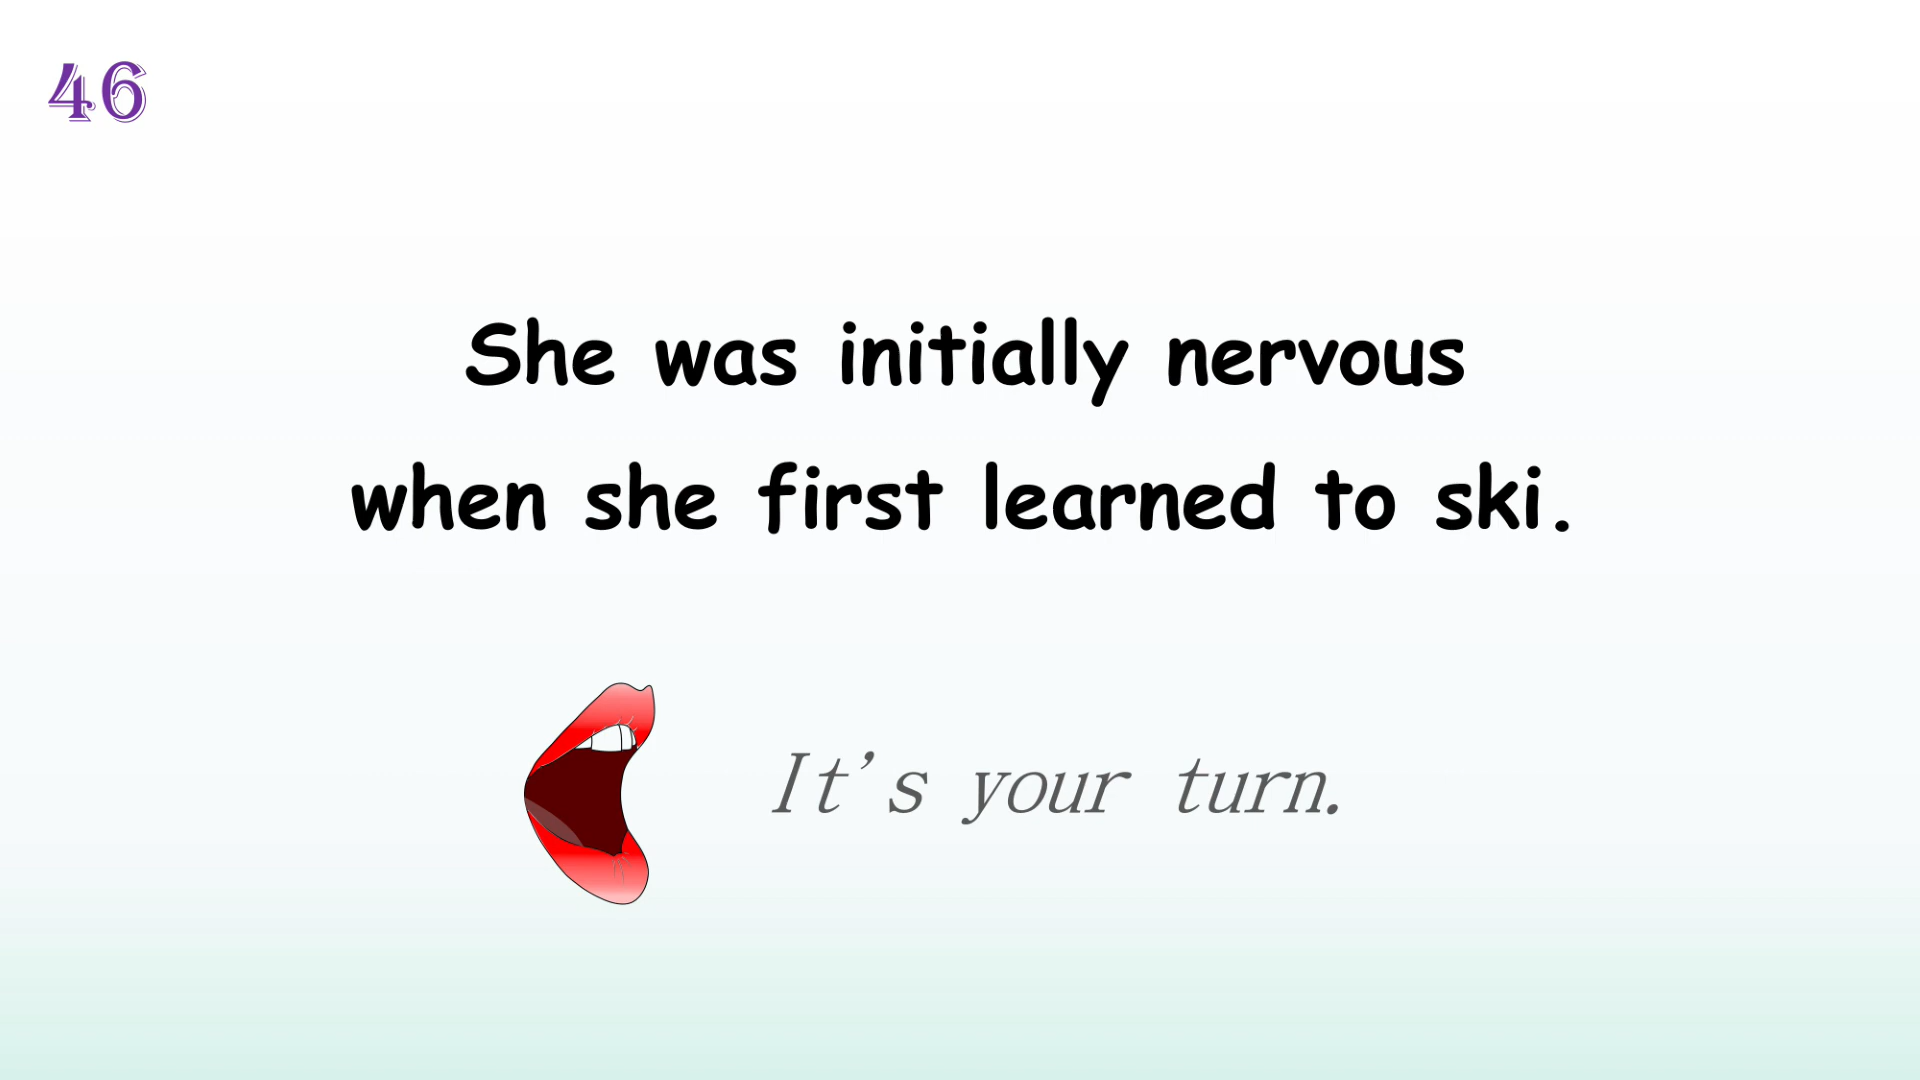 46
She was initially nervous
when she first learned to ski.
It's your turn.